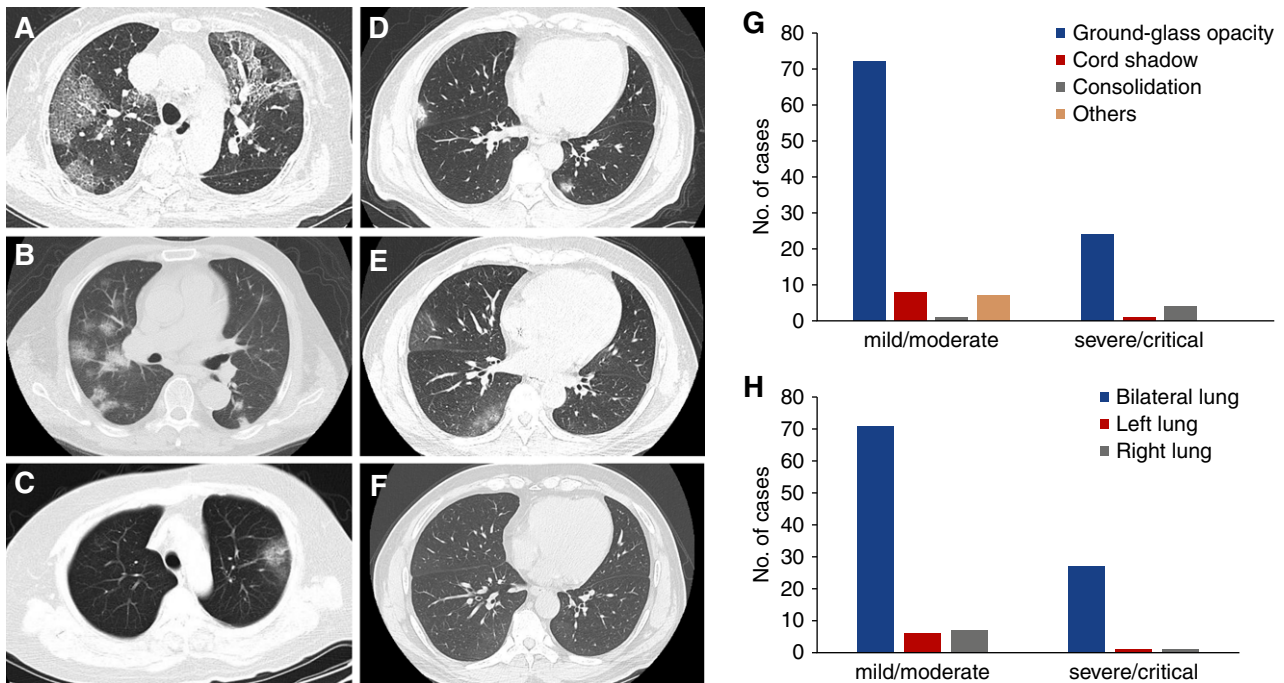 A
B
C
D
E
F
G
80
70
60
50
40
30
20
10
0
No. of cases
Ground-glass opacity
Cord shadow
Consolidation
Others
mild/moderate
severe/critical
H
80
70
60
50
40
30
20
10
0
No. of cases
Bilateral lung
Left lung
Right lung
mild/moderate
severe/critical